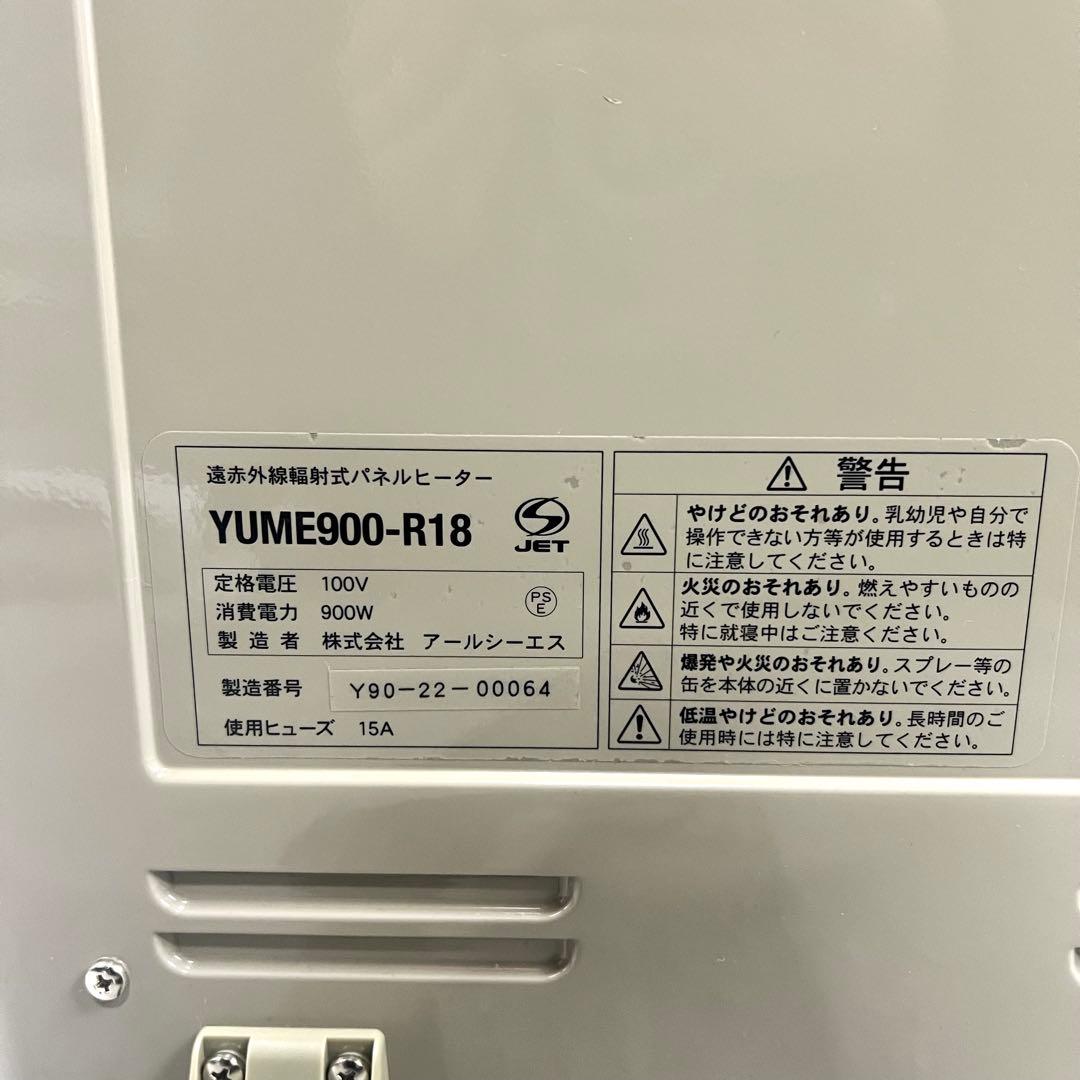 遠赤外線輻射式パネルヒーター
YUME900-R18
JET
定格電圧 100V
消費電力 900W
PS
E
製造者 株式会社 アールシーエス
製造番号 Y90-22-00064
使用ヒューズ 15A
警告
やけどのおそれあり。乳幼児や自分で
操作できない方等が使用するときは特
に注意してください。
火災のおそれあり。燃えやすいものの
近くで使用しないでください。
特に就寝中はご注意ください。
爆発や火災のおそれあり。スプレー等の
缶を本体の近くに置かないでください。
低温やけどのおそれあり。長時間のご
使用時には特に注意してください。